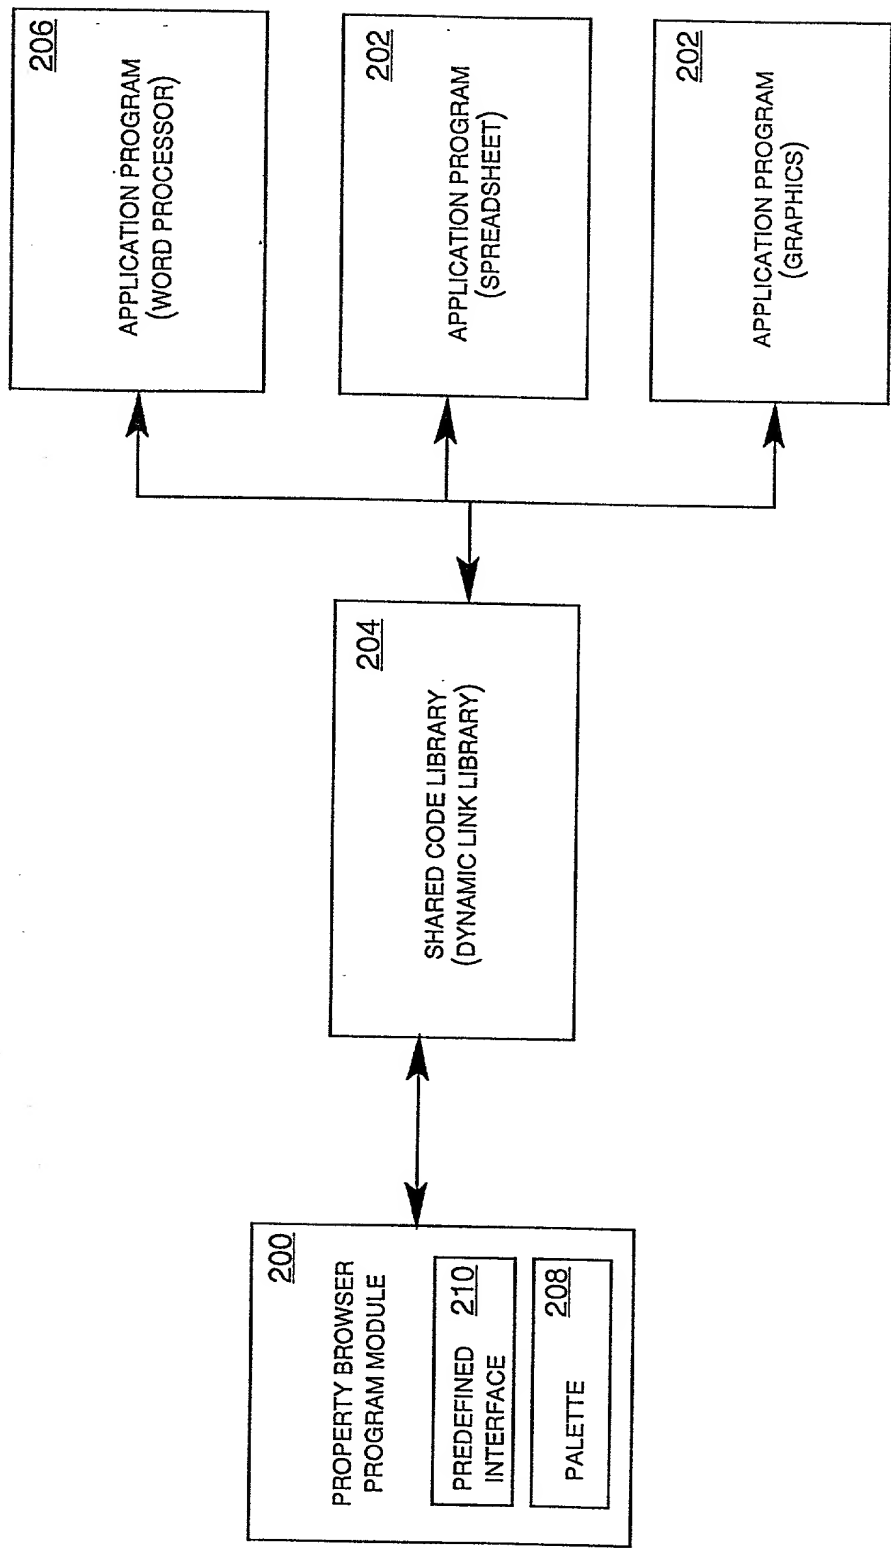 200
PROPERTY BROWSER
PROGRAM MODULE
PREDEFINED
INTERFACE
210
PALETTE
208
204
SHARED CODE LIBRARY
(DYNAMIC LINK LIBRARY)
206
APPLICATION PROGRAM
(WORD PROCESSOR)
202
APPLICATION PROGRAM
(SPREADSHEET)
202
APPLICATION PROGRAM
(GRAPHICS)